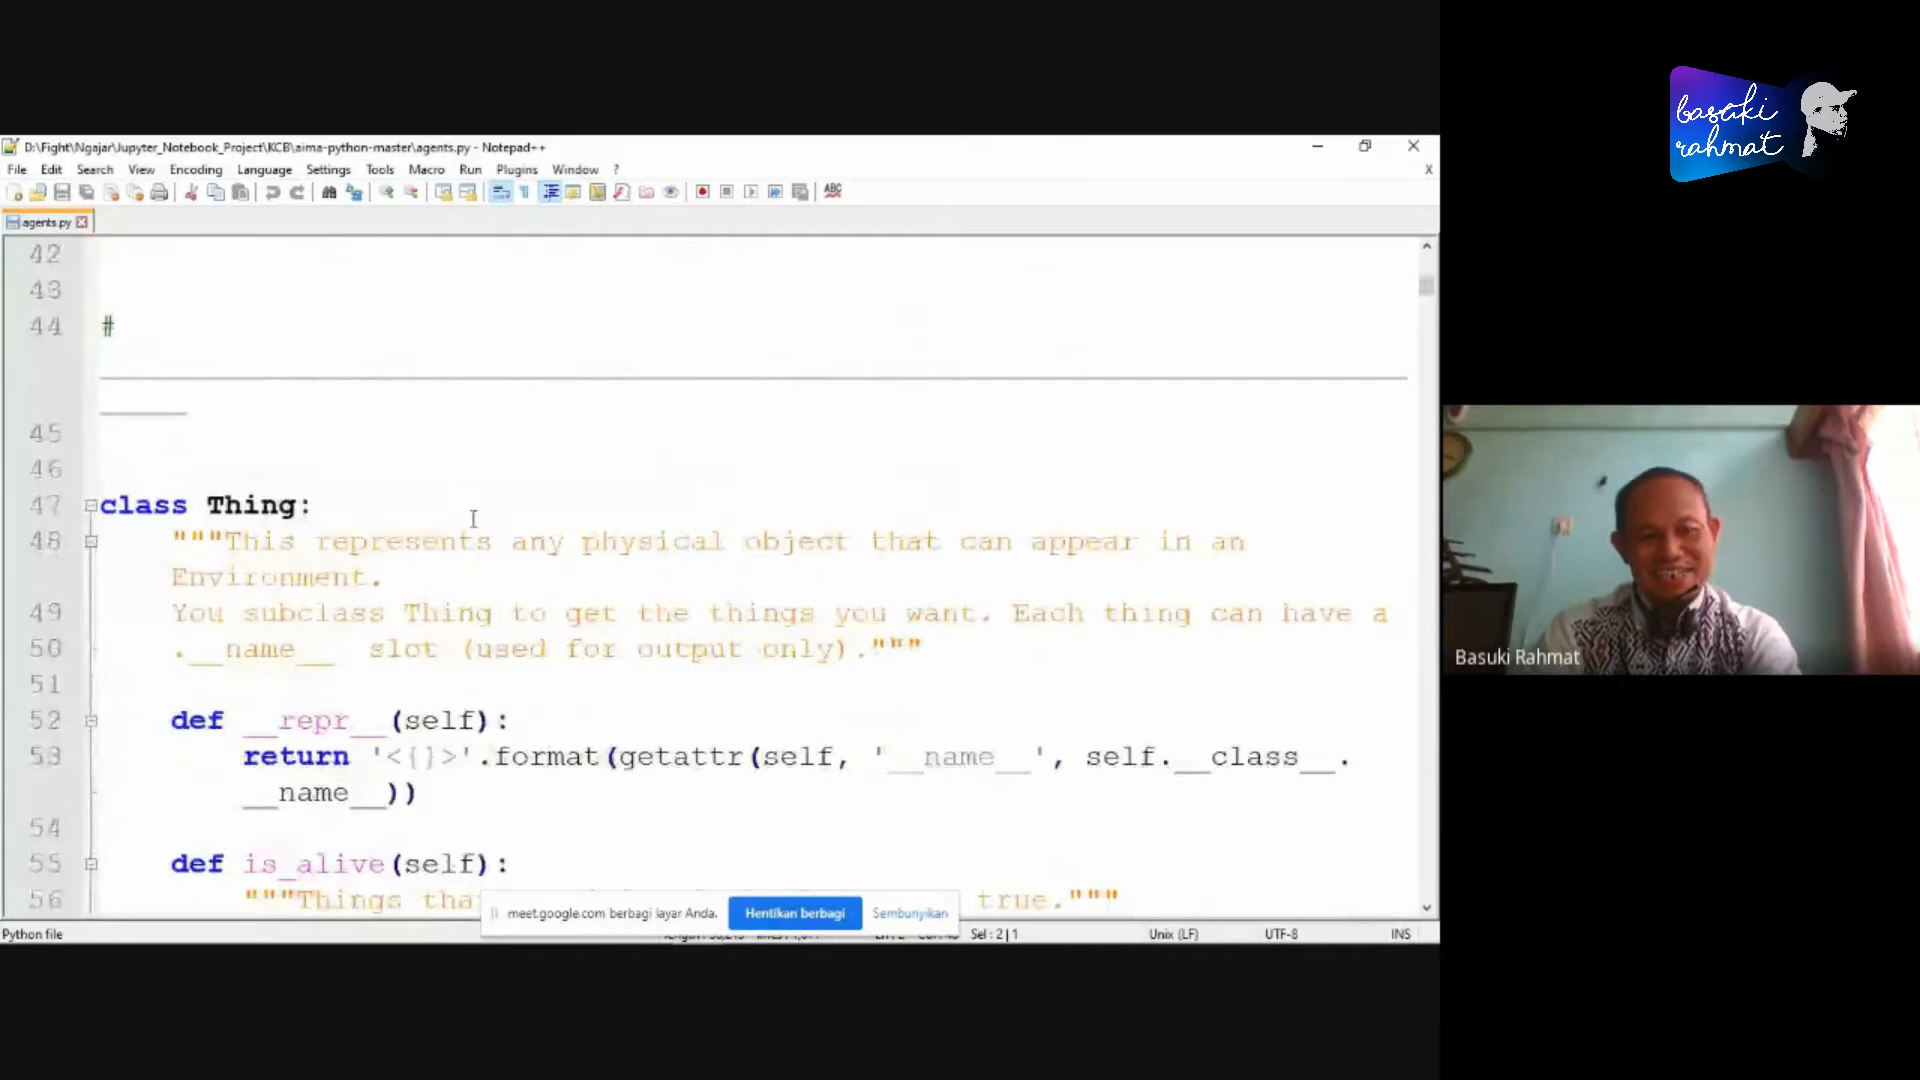 basuki
rahmat
D:\Fight\Ngajar\Jupyter_Notebook_Project\KCB\aima-python-master\agents.py - Notepad++
File Edit Search View Encoding Language Settings Tools Macro Run Plugins Window ?
X
ABC
agents.py
42
43
44 #
45
46
47 class Thing:
48 """This represents any physical object that can appear in an
Environment.
49 You subclass Thing to get the things you want. Each thing can have a
50 .__name__ slot (used for output only)."""
51
52 def __repr__(self):
53 return '<{}>'.format(getattr(self, '__name__', self.__class__.
__name__))
54
55 def is_alive(self):
56 """Things true."""
meet.google.com berbagi layar Anda. Hentikan berbagi Sembunyikan
Python file Sel : 2 | 1 Unix (LF) UTF-8 INS
Basuki Rahmat